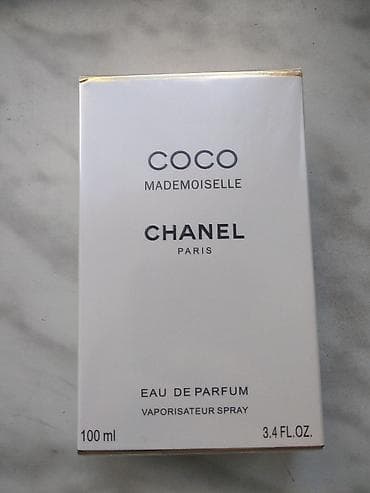 COCO
MADEMOISELLE
CHANEL
PARIS
EAU DE PARFUM
VAPORISATEUR SPRAY
100 ml 3.4 FL.OZ.